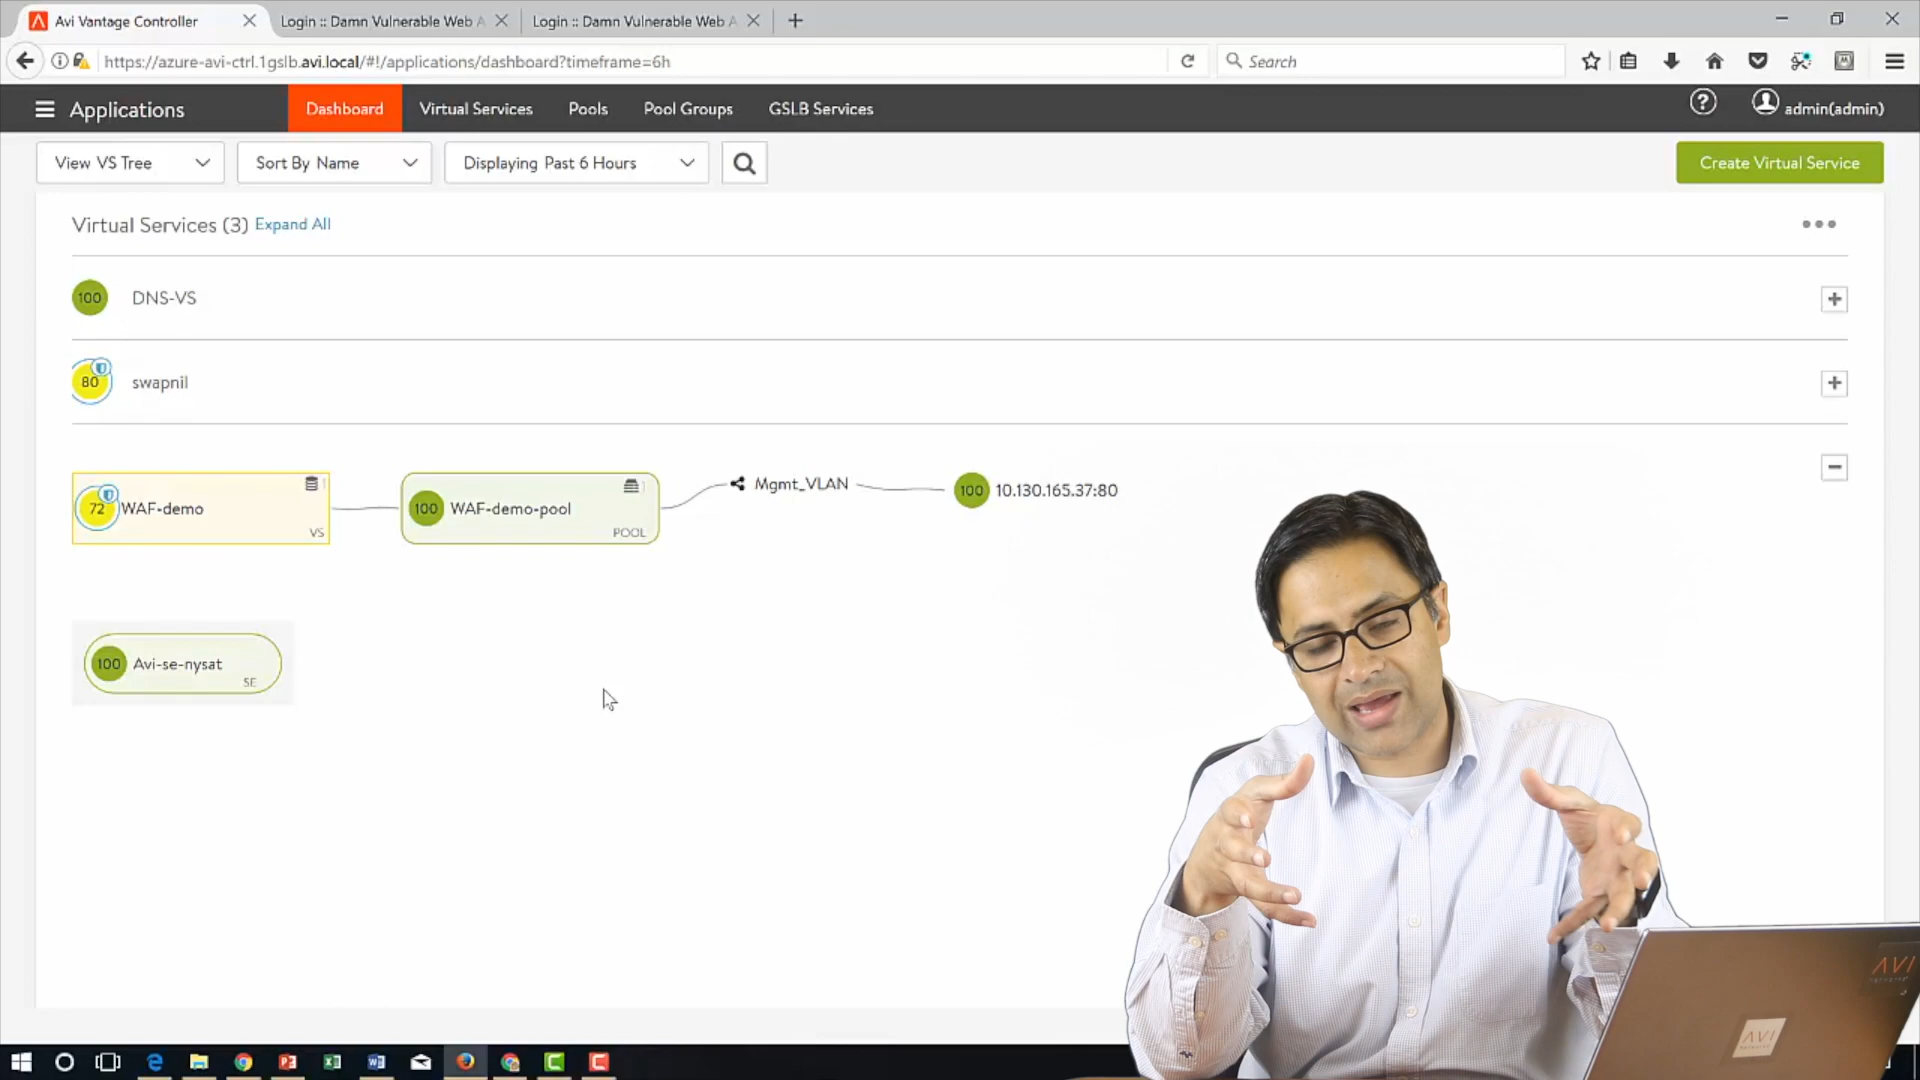 Avi Vantage Controller
Login :: Damn Vulnerable Web A
Login :: Damn Vulnerable Web A
https://azure-avi-ctrl.1gslb.avi.local/#!/applications/dashboard?timeframe=6h
Search
Applications
Dashboard
Virtual Services
Pools
Pool Groups
GSLB Services
admin(admin)
View VS Tree
Sort By Name
Displaying Past 6 Hours
Create Virtual Service
Virtual Services (3) Expand All
100 DNS-VS
80 swapnil
72 WAF-demo
VS
100 WAF-demo-pool
POOL
Mgmt_VLAN
100 10.130.165.37:80
100 Avi-se-nysat
SE
AVI
AVI